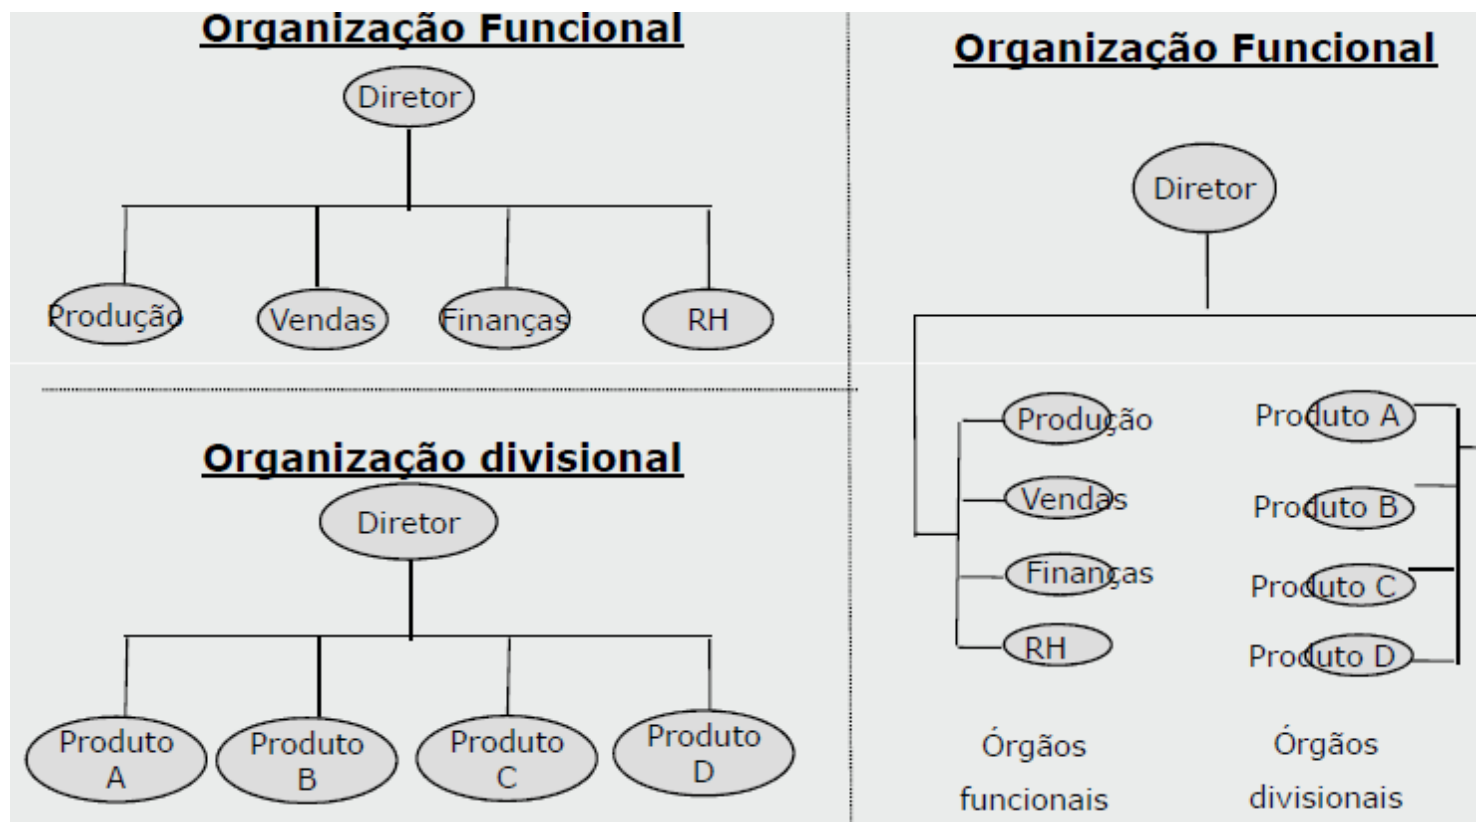 Organização Funcional
Diretor
Produção
Vendas
Finanças
RH
Organização divisional
Diretor
Produto
A
Produto
B
Produto
C
Produto
D
Organização Funcional
Diretor
Produção
Vendas
Finanças
RH
Produto A
Produto B
Produto C
Produto D
Órgãos
funcionais
Órgãos
divisionais